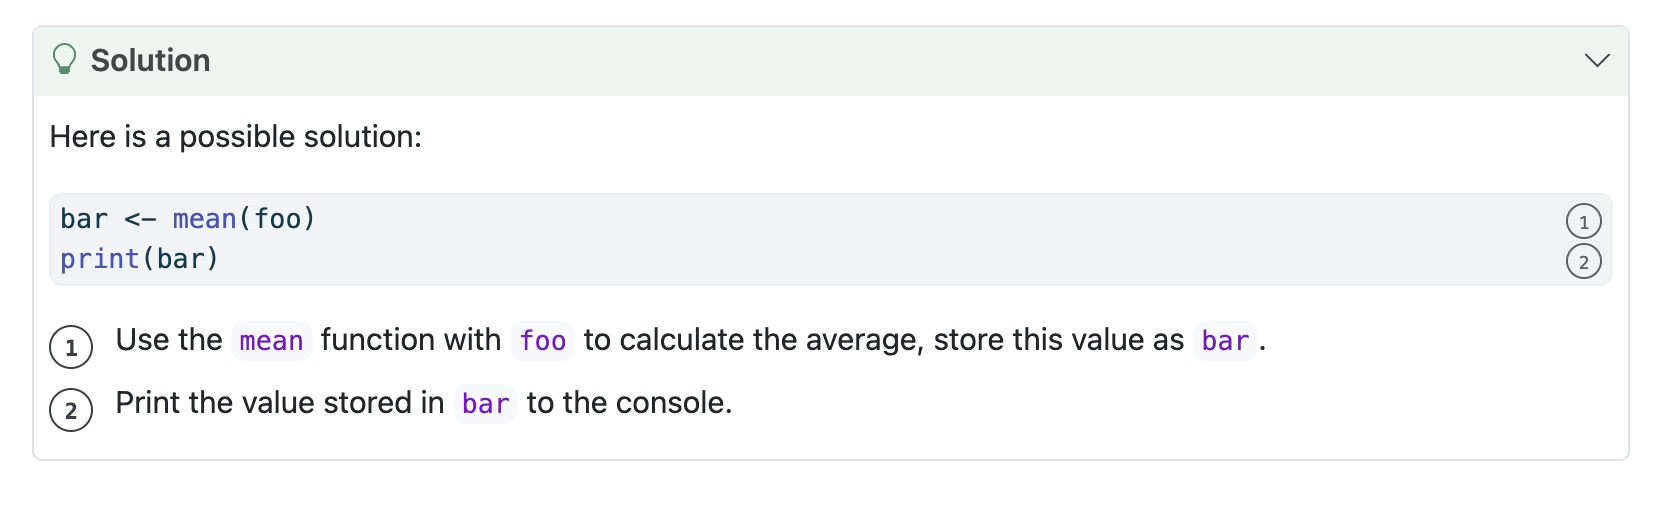 Solution
Here is a possible solution:
bar <- mean(foo) 1
print(bar) 2
1 Use the mean function with foo to calculate the average, store this value as bar.
2 Print the value stored in bar to the console.